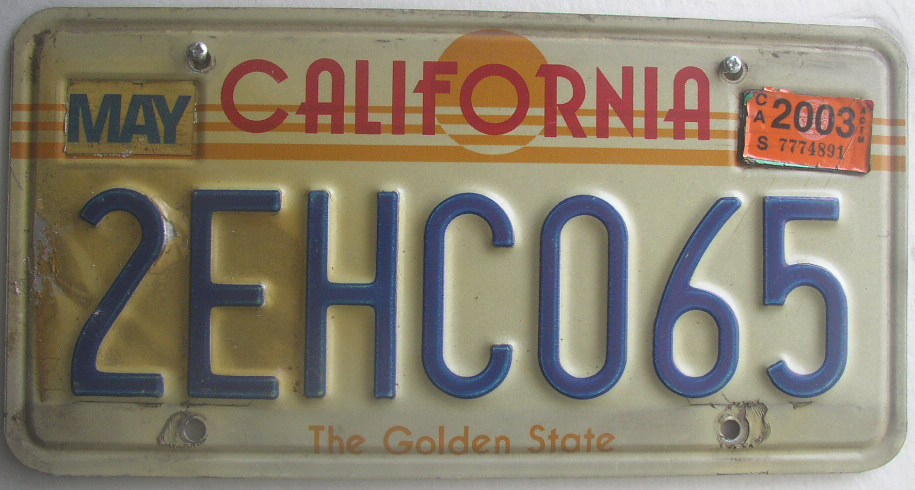 CALIFORNIA
MAY
CA 2003
S 7774891
2EHC065
The Golden State